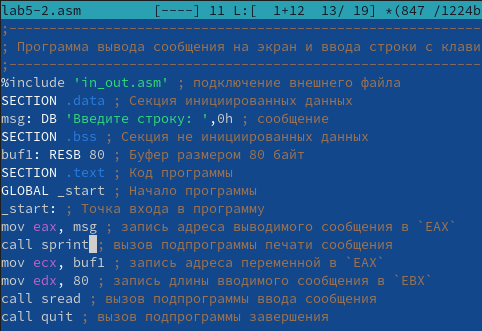 lab5-2.asm [----] 11 L:[ 1+12 13/ 19] *(847 /1224b
;---------------------------------------------------------------
; Программа вывода сообщения на экран и ввода строки с клави
;---------------------------------------------------------------
%include 'in_out.asm' ; подключение внешнего файла
SECTION .data ; Секция инициированных данных
msg: DB 'Введите строку: ',0h ; сообщение
SECTION .bss ; Секция не инициированных данных
buf1: RESB 80 ; Буфер размером 80 байт
SECTION .text ; Код программы
GLOBAL _start ; Начало программы
_start: ; Точка входа в программу
mov eax, msg ; запись адреса выводимого сообщения в `EAX`
call sprint ; вызов подпрограммы печати сообщения
mov ecx, buf1 ; запись адреса переменной в `EAX`
mov edx, 80 ; запись длины вводимого сообщения в `EBX`
call sread ; вызов подпрограммы ввода сообщения
call quit ; вызов подпрограммы завершения